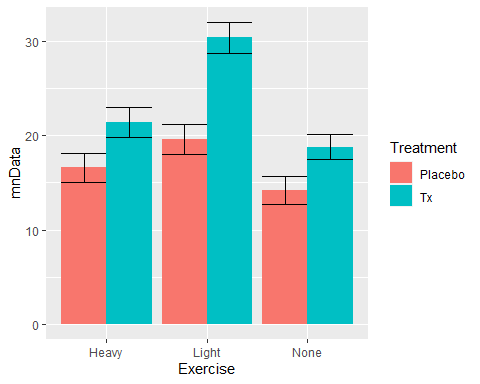 mnData
30
20
10
0
Heavy
Light
None
Exercise
Treatment
Placebo
Tx